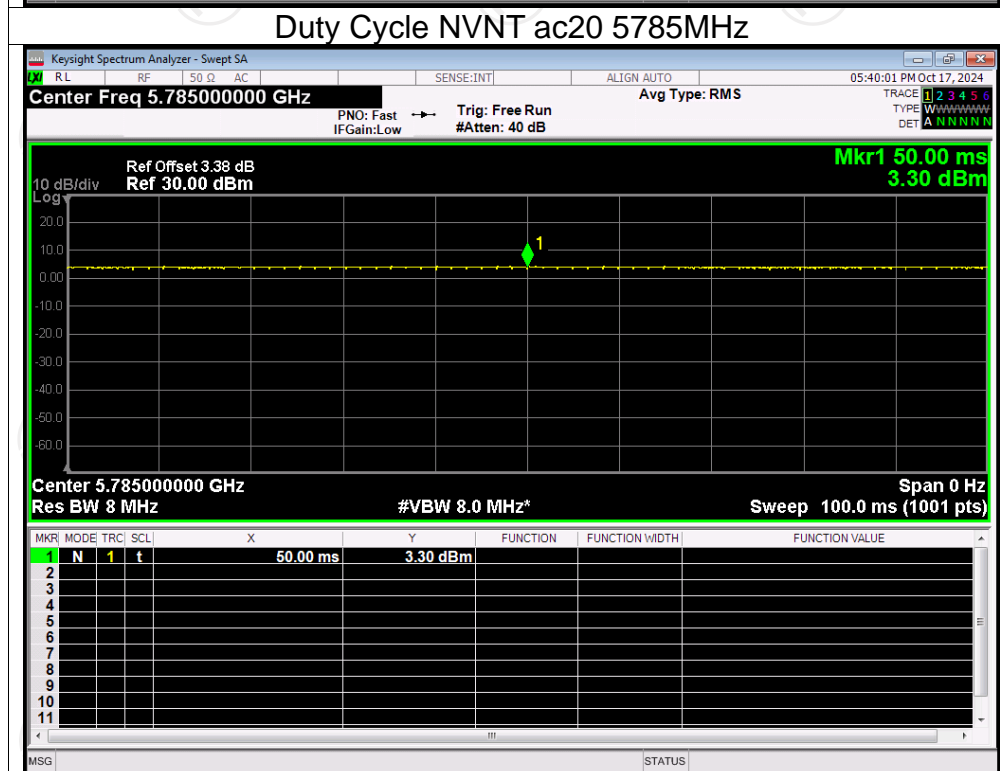 Duty Cycle NVNT ac20 5785MHz
Keysight Spectrum Analyzer - Swept SA
LXI RL RF 50 Ω AC SENSE:INT ALIGN AUTO 05:40:01 PM Oct 17, 2024
Center Freq 5.785000000 GHz Avg Type: RMS TRACE 1 2 3 4 5 6
PNO: Fast Trig: Free Run TYPE WWWWWW
IFGain:Low #Atten: 40 dB DET A N N N N N
Mkr1 50.00 ms
Ref Offset 3.38 dB
10 dB/div Ref 30.00 dBm 3.30 dBm
Log
20.0
1
10.0
0.00
-10.0
-20.0
-30.0
-40.0
-50.0
-60.0
Center 5.785000000 GHz Span 0 Hz
Res BW 8 MHz #VBW 8.0 MHz* Sweep 100.0 ms (1001 pts)
MKR MODE TRC SCL X Y FUNCTION FUNCTION WIDTH FUNCTION VALUE
1 N 1 t 50.00 ms 3.30 dBm
2
3
4
5
6
7
8
9
10
11
MSG STATUS